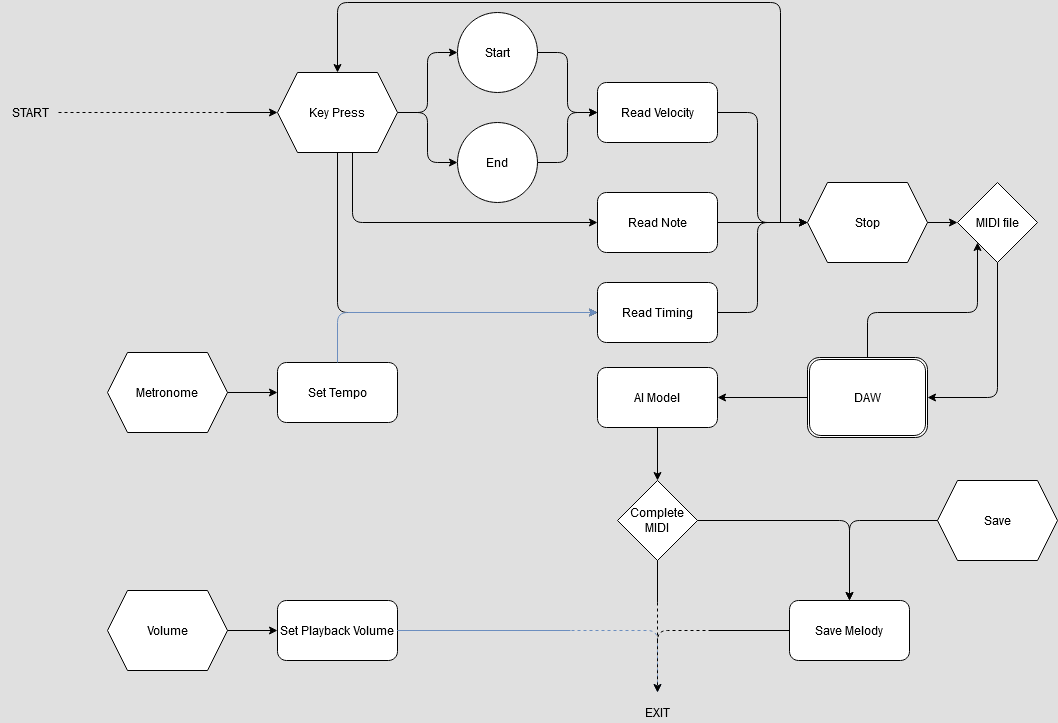 Start
START
Key Press
Read Velocity
End
Read Note
Stop
MIDI file
Read Timing
Metronome
Set Tempo
AI Model
DAW
Complete
MIDI
Save
Volume
Set Playback Volume
Save Melody
EXIT